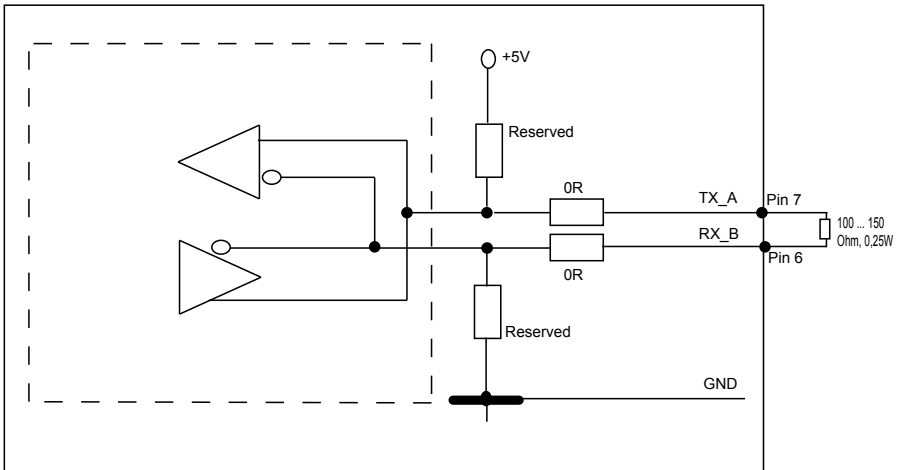 +5V
Reserved
0R
TX_A
Pin 7
100 ... 150
Ohm, 0,25W
RX_B
Pin 6
0R
Reserved
GND